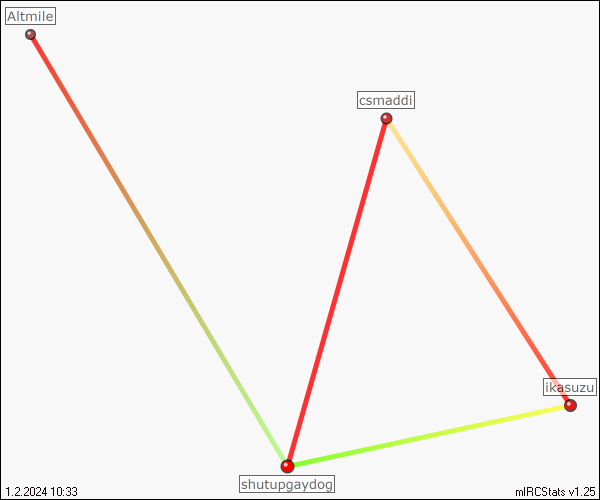 Altmile
csmaddi
ikasuzu
shutupgaydog
1.2.2024 10:33
mIRCStats v1.25